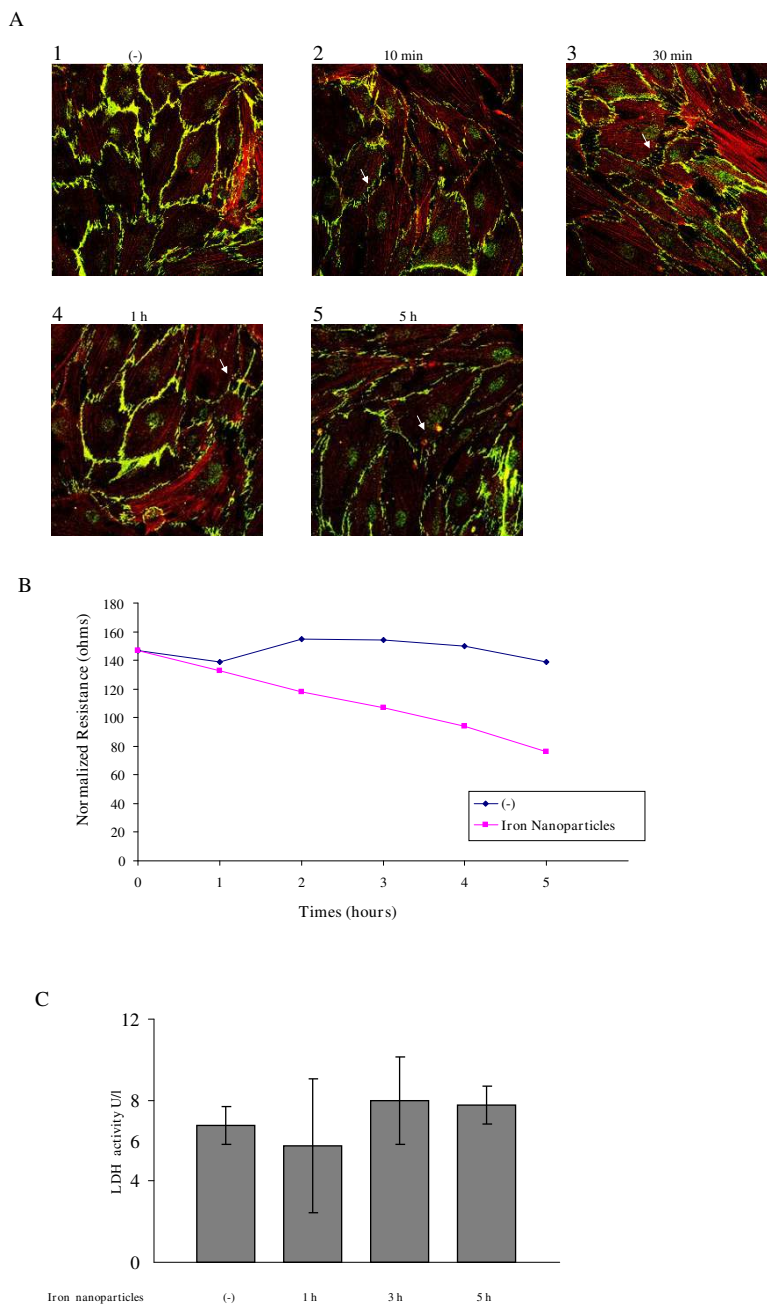 A
1 (-)
2 10 min
3 30 min
4 1 h
5 5 h
B
Normalized Resistance (ohms)
180
160
140
120
100
80
60
40
20
0
0 1 2 3 4 5
Times (hours)
(-)
Iron Nanoparticles
C
LDH activity U/l
12
8
6
4
0
Iron nanoparticles (-) 1 h 3 h 5 h